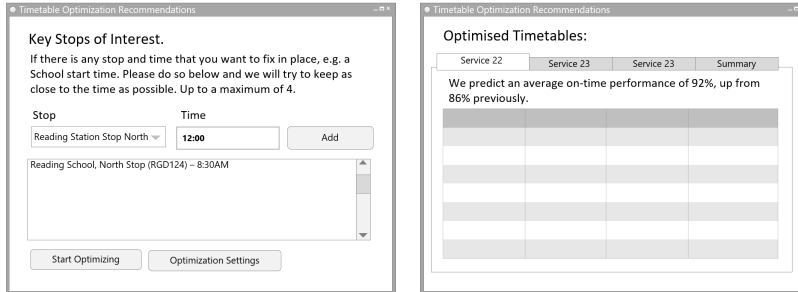 Timetable Optimization Recommendations
Key Stops of Interest.
If there is any stop and time that you want to fix in place, e.g. a
School start time. Please do so below and we will try to keep as
close to the time as possible. Up to a maximum of 4.
Stop Time
Reading Station Stop North 12:00 Add
Reading School, North Stop (RGD124) – 8:30AM
Start Optimizing Optimization Settings
Timetable Optimization Recommendations
Optimised Timetables:
Service 22 Service 23 Service 23 Summary
We predict an average on-time performance of 92%, up from
86% previously.